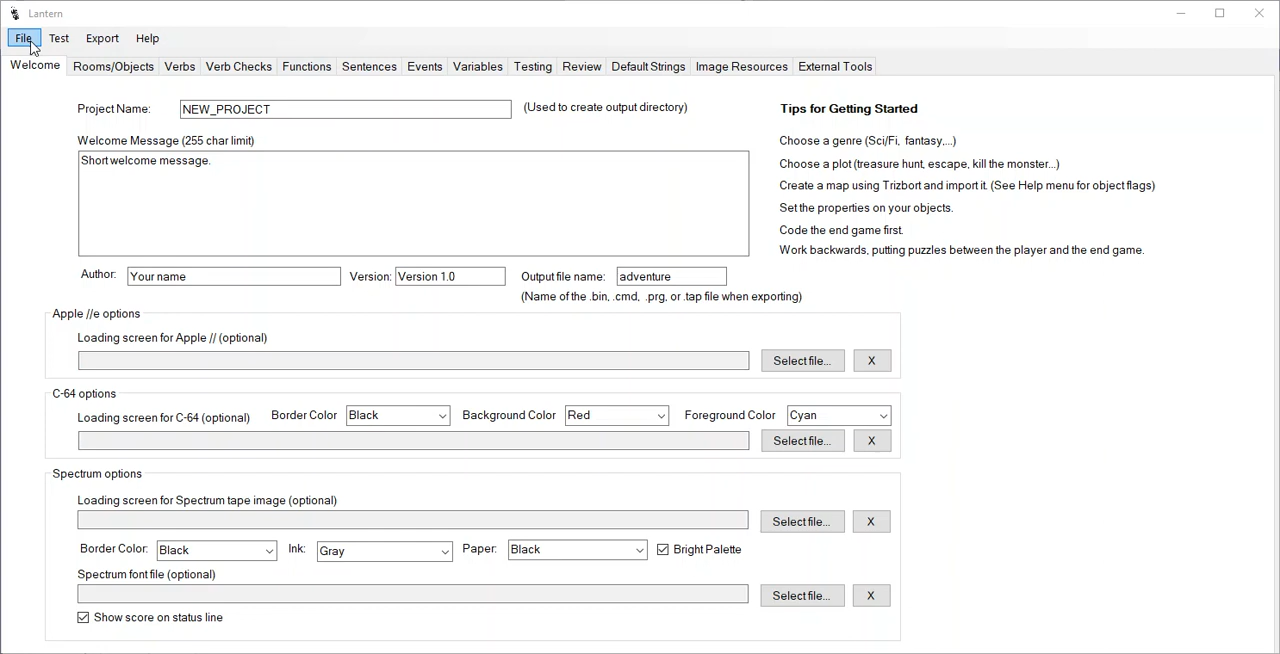 Lantern
File Test Export Help
Welcome Rooms/Objects Verbs Verb Checks Functions Sentences Events Variables Testing Review Default Strings Image Resources External Tools
Project Name: NEW_PROJECT (Used to create output directory)
Welcome Message (255 char limit)
Short welcome message.
Author: Your name Version: Version 1.0 Output file name: adventure
(Name of the .bin, .cmd, .prg, or .tap file when exporting)
Tips for Getting Started
Choose a genre (Sci/Fi, fantasy,...)
Choose a plot (treasure hunt, escape, kill the monster...)
Create a map using Trizbort and import it. (See Help menu for object flags)
Set the properties on your objects.
Code the end game first.
Work backwards, putting puzzles between the player and the end game.
Apple //e options
Loading screen for Apple // (optional)
Select file... X
C-64 options
Loading screen for C-64 (optional) Border Color Black Background Color Red Foreground Color Cyan
Select file... X
Spectrum options
Loading screen for Spectrum tape image (optional)
Select file... X
Border Color: Black Ink: Gray Paper: Black Bright Palette
Spectrum font file (optional)
Select file... X
Show score on status line